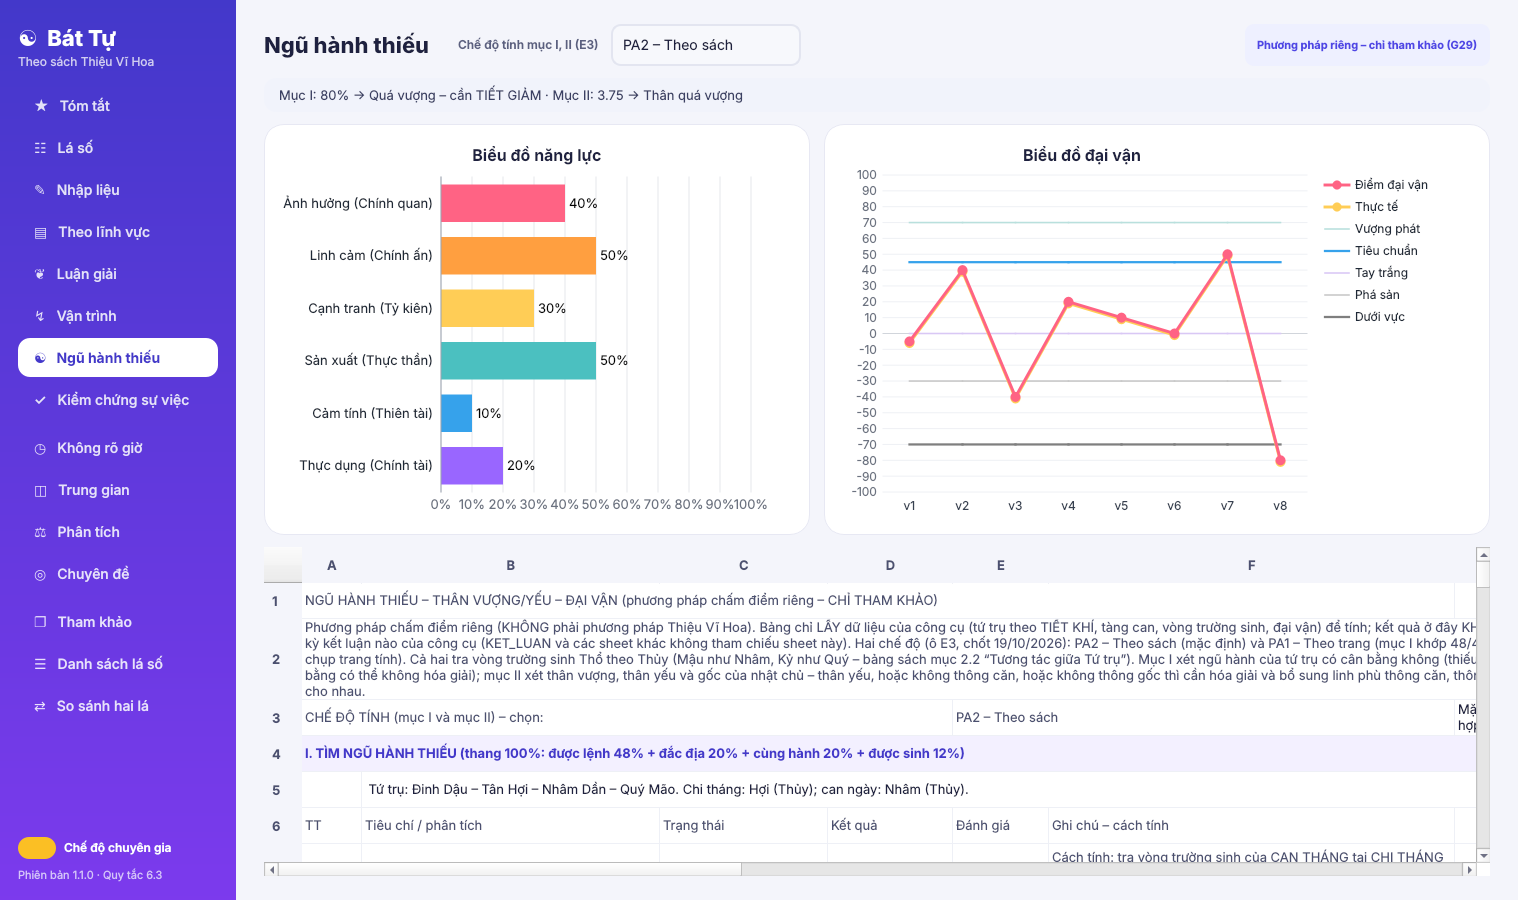 ☯ Bát Tự
Theo sách Thiệu Vĩ Hoa
★ Tóm tắt
☷ Lá số
✎ Nhập liệu
▤ Theo lĩnh vực
❦ Luận giải
↯ Vận trình
☯ Ngũ hành thiếu
✓ Kiểm chứng sự việc
◷ Không rõ giờ
◫ Trung gian
⚖ Phân tích
◎ Chuyên đề
❐ Tham khảo
☰ Danh sách lá số
⇄ So sánh hai lá
Chế độ chuyên gia
Phiên bản 1.1.0 · Quy tắc 6.3
Ngũ hành thiếu
Chế độ tính mục I, II (E3)
PA2 – Theo sách
Phương pháp riêng – chỉ tham khảo (G29)
Mục I: 80% → Quá vượng – cần TIẾT GIẢM · Mục II: 3.75 → Thân quá vượng
Biểu đồ năng lực
Ảnh hưởng (Chính quan) 40%
Linh cảm (Chính ấn) 50%
Cạnh tranh (Tỷ kiên) 30%
Sản xuất (Thực thần) 50%
Cảm tính (Thiên tài) 10%
Thực dụng (Chính tài) 20%
0% 10% 20% 30% 40% 50% 60% 70% 80% 90% 100%
Biểu đồ đại vận
100
90
80
70
60
50
40
30
20
10
0
-10
-20
-30
-40
-50
-60
-70
-80
-90
-100
v1 v2 v3 v4 v5 v6 v7 v8
Điểm đại vận
Thực tế
Vượng phát
Tiêu chuẩn
Tay trắng
Phá sản
Dưới vực
A B C D E F
1 NGŨ HÀNH THIẾU – THÂN VƯỢNG/YẾU – ĐẠI VẬN (phương pháp chấm điểm riêng – CHỈ THAM KHẢO)
2
Phương pháp chấm điểm riêng (KHÔNG phải phương pháp Thiệu Vĩ Hoa). Bảng chỉ LẤY dữ liệu của công cụ (tứ trụ theo TIẾT KHÍ, tàng can, vòng trường sinh, đại vận) để tính; kết quả ở đây KH
kỳ kết luận nào của công cụ (KET_LUAN và các sheet khác không tham chiếu sheet này). Hai chế độ (ô E3, chốt 19/10/2026): PA2 – Theo sách (mặc định) và PA1 – Theo trang (mục I khớp 48/4
chụp trang tính). Cả hai tra vòng trường sinh Thổ theo Thủy (Mậu như Nhâm, Kỷ như Quý – bảng sách mục 2.2 “Tương tác giữa Tứ trụ”). Mục I xét ngũ hành của tứ trụ có cân bằng không (thiếu
bằng có thể không hóa giải); mục II xét thân vượng, thân yếu và gốc của nhật chủ – thân yếu, hoặc không thông căn, hoặc không thông gốc thì cần hóa giải và bổ sung linh phù thông căn, thôn
cho nhau.
3 CHẾ ĐỘ TÍNH (mục I và mục II) – chọn: PA2 – Theo sách
Mặ
hợp
4 I. TÌM NGŨ HÀNH THIẾU (thang 100%: được lệnh 48% + đắc địa 20% + cùng hành 20% + được sinh 12%)
5 Tứ trụ: Đinh Dậu – Tân Hợi – Nhâm Dần – Quý Mão. Chi tháng: Hợi (Thủy); can ngày: Nhâm (Thủy).
6 TT Tiêu chí / phân tích Trạng thái Kết quả Đánh giá Ghi chú – cách tính
Cách tính: tra vòng trường sinh của CAN THÁNG tại CHI THÁNG